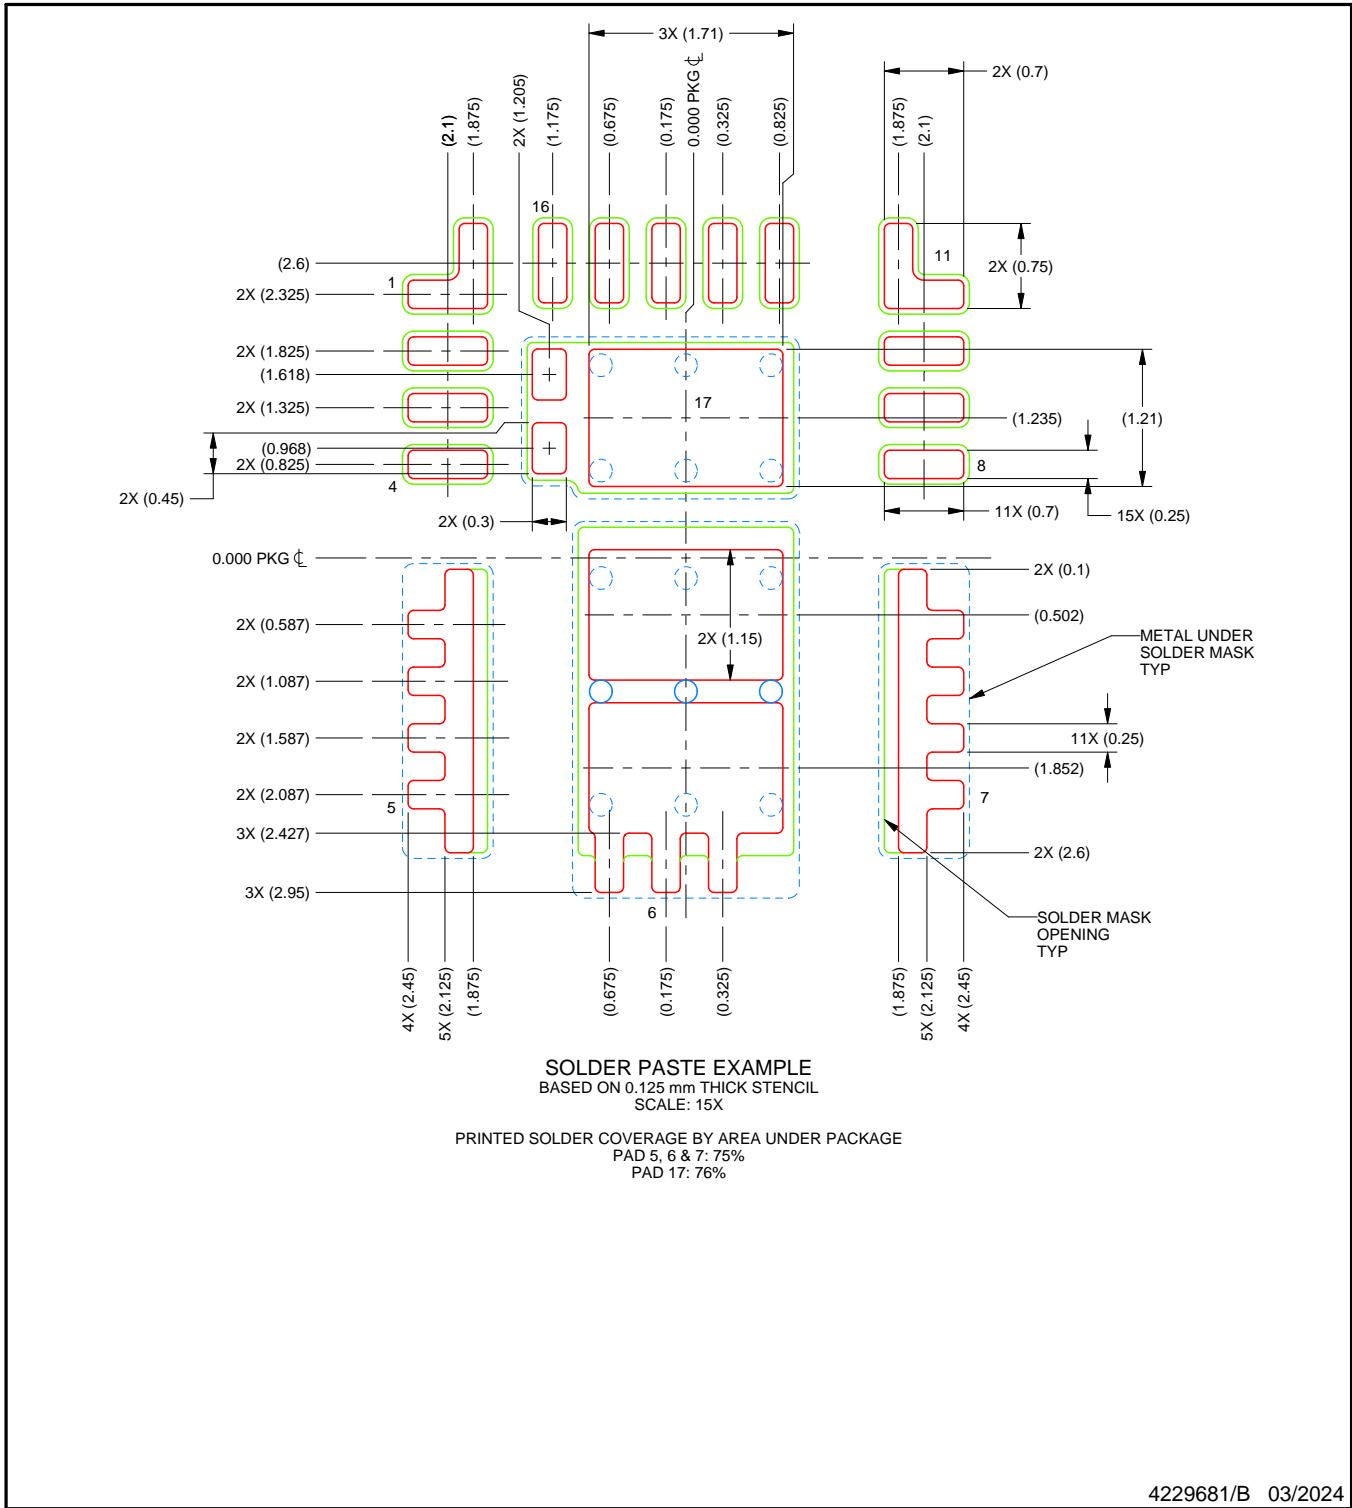 3X (1.71)
2X (0.7)
2X (1.205)
0.000 PKG ℄
(2.1)
(1.875)
(1.175)
(0.675)
(0.175)
(0.325)
(0.825)
(1.875)
(2.1)
16
(2.6)
11
2X (0.75)
1
2X (2.325)
2X (1.825)
(1.618)
17
2X (1.325)
(1.235)
(1.21)
(0.968)
2X (0.825)
8
4
2X (0.45)
2X (0.3)
11X (0.7)
15X (0.25)
0.000 PKG ℄
2X (0.1)
2X (0.587)
(0.502)
2X (1.15)
METAL UNDER
SOLDER MASK
TYP
2X (1.087)
2X (1.587)
11X (0.25)
(1.852)
2X (2.087)
5
7
3X (2.427)
2X (2.6)
3X (2.95)
6
SOLDER MASK
OPENING
TYP
4X (2.45)
5X (2.125)
(1.875)
(0.675)
(0.175)
(0.325)
(1.875)
5X (2.125)
4X (2.45)
SOLDER PASTE EXAMPLE
BASED ON 0.125 mm THICK STENCIL
SCALE: 15X
PRINTED SOLDER COVERAGE BY AREA UNDER PACKAGE
PAD 5, 6 & 7: 75%
PAD 17: 76%
4229681/B 03/2024